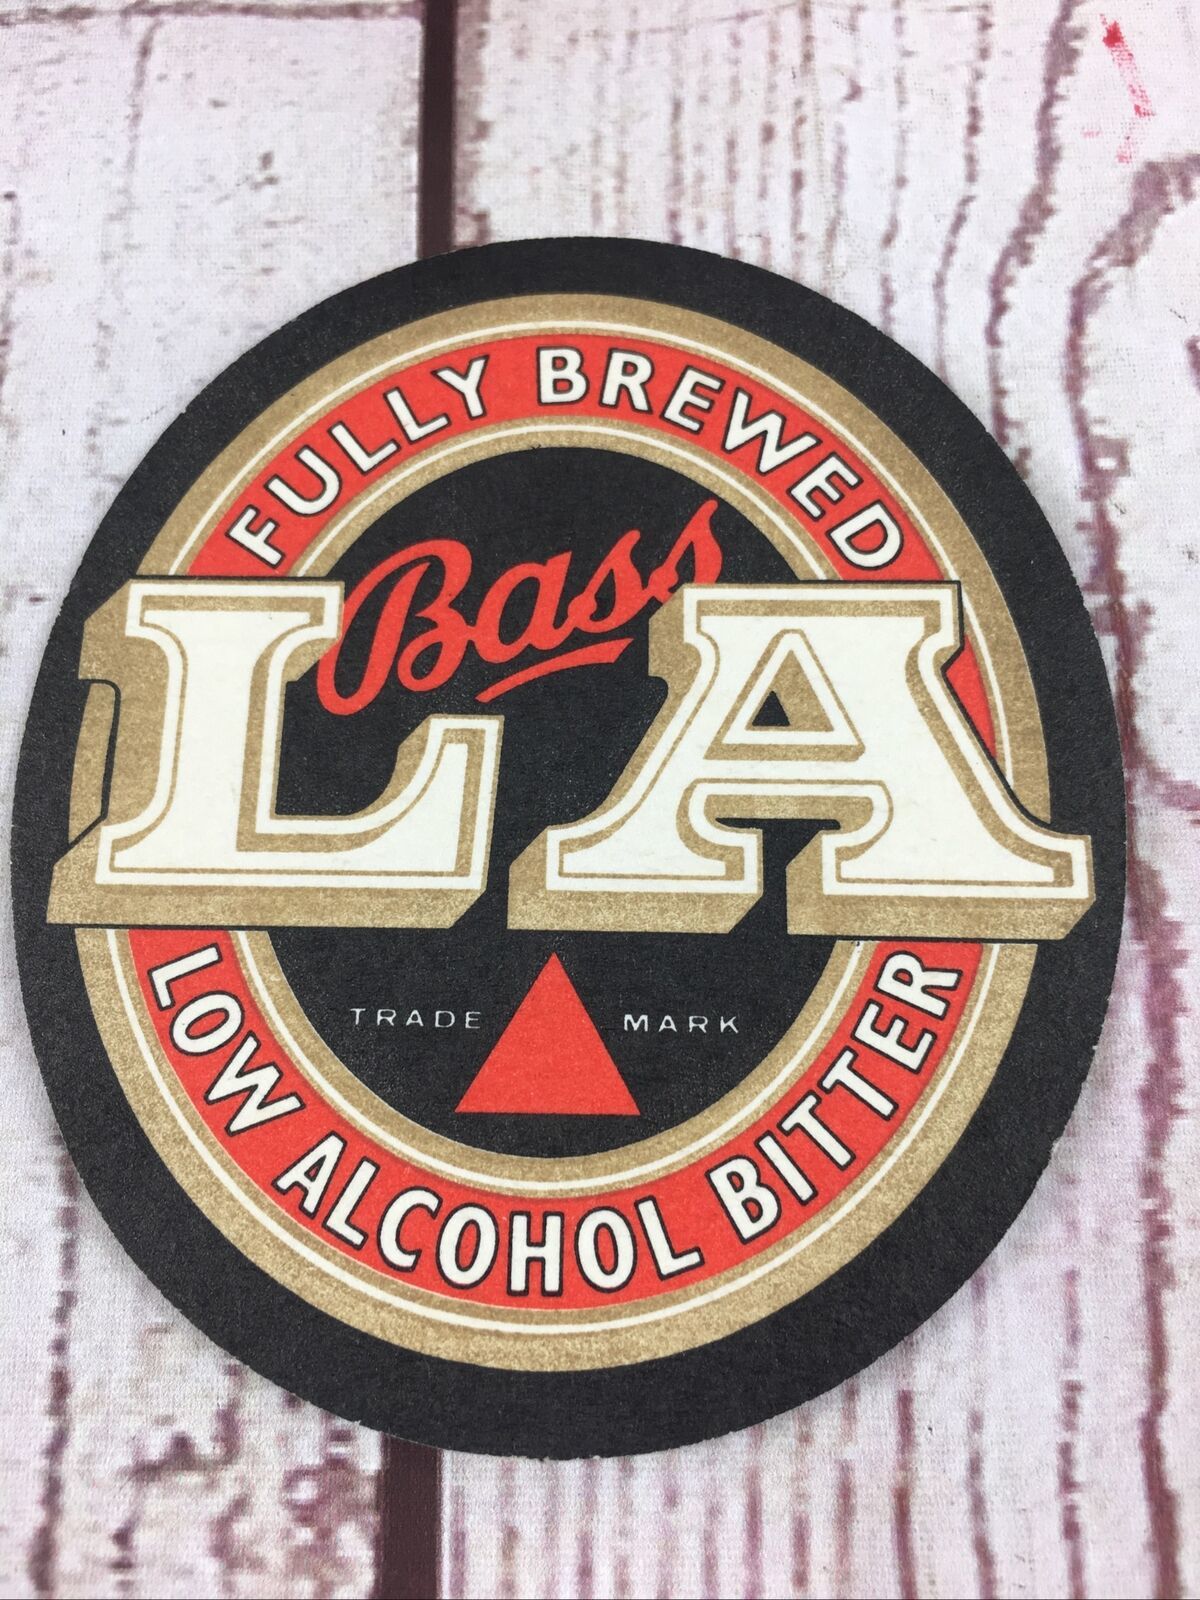 FULLY BREWED
Bass
LA
TRADE MARK
LOW ALCOHOL BITTER